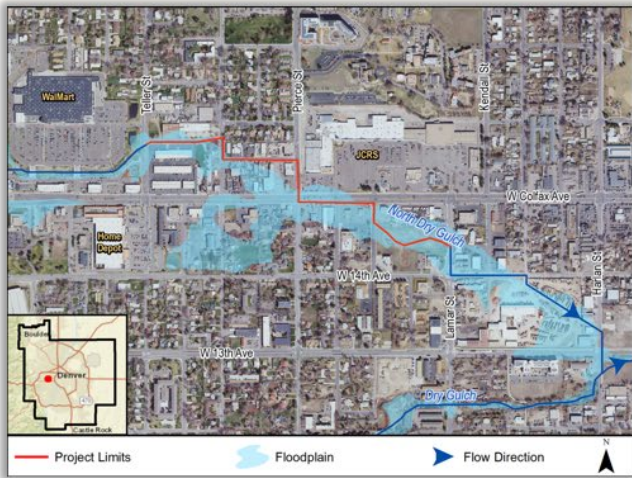 Teller St
Pierce St
Kendall St
WalMart
JCRS
W Colfax Ave
North Dry Gulch
Home
Depot
W 14th Ave
Harlan St
Lamar St
W 13th Ave
Dry Gulch
Boulder
Denver
Castle Rock
Project Limits
Floodplain
Flow Direction
N